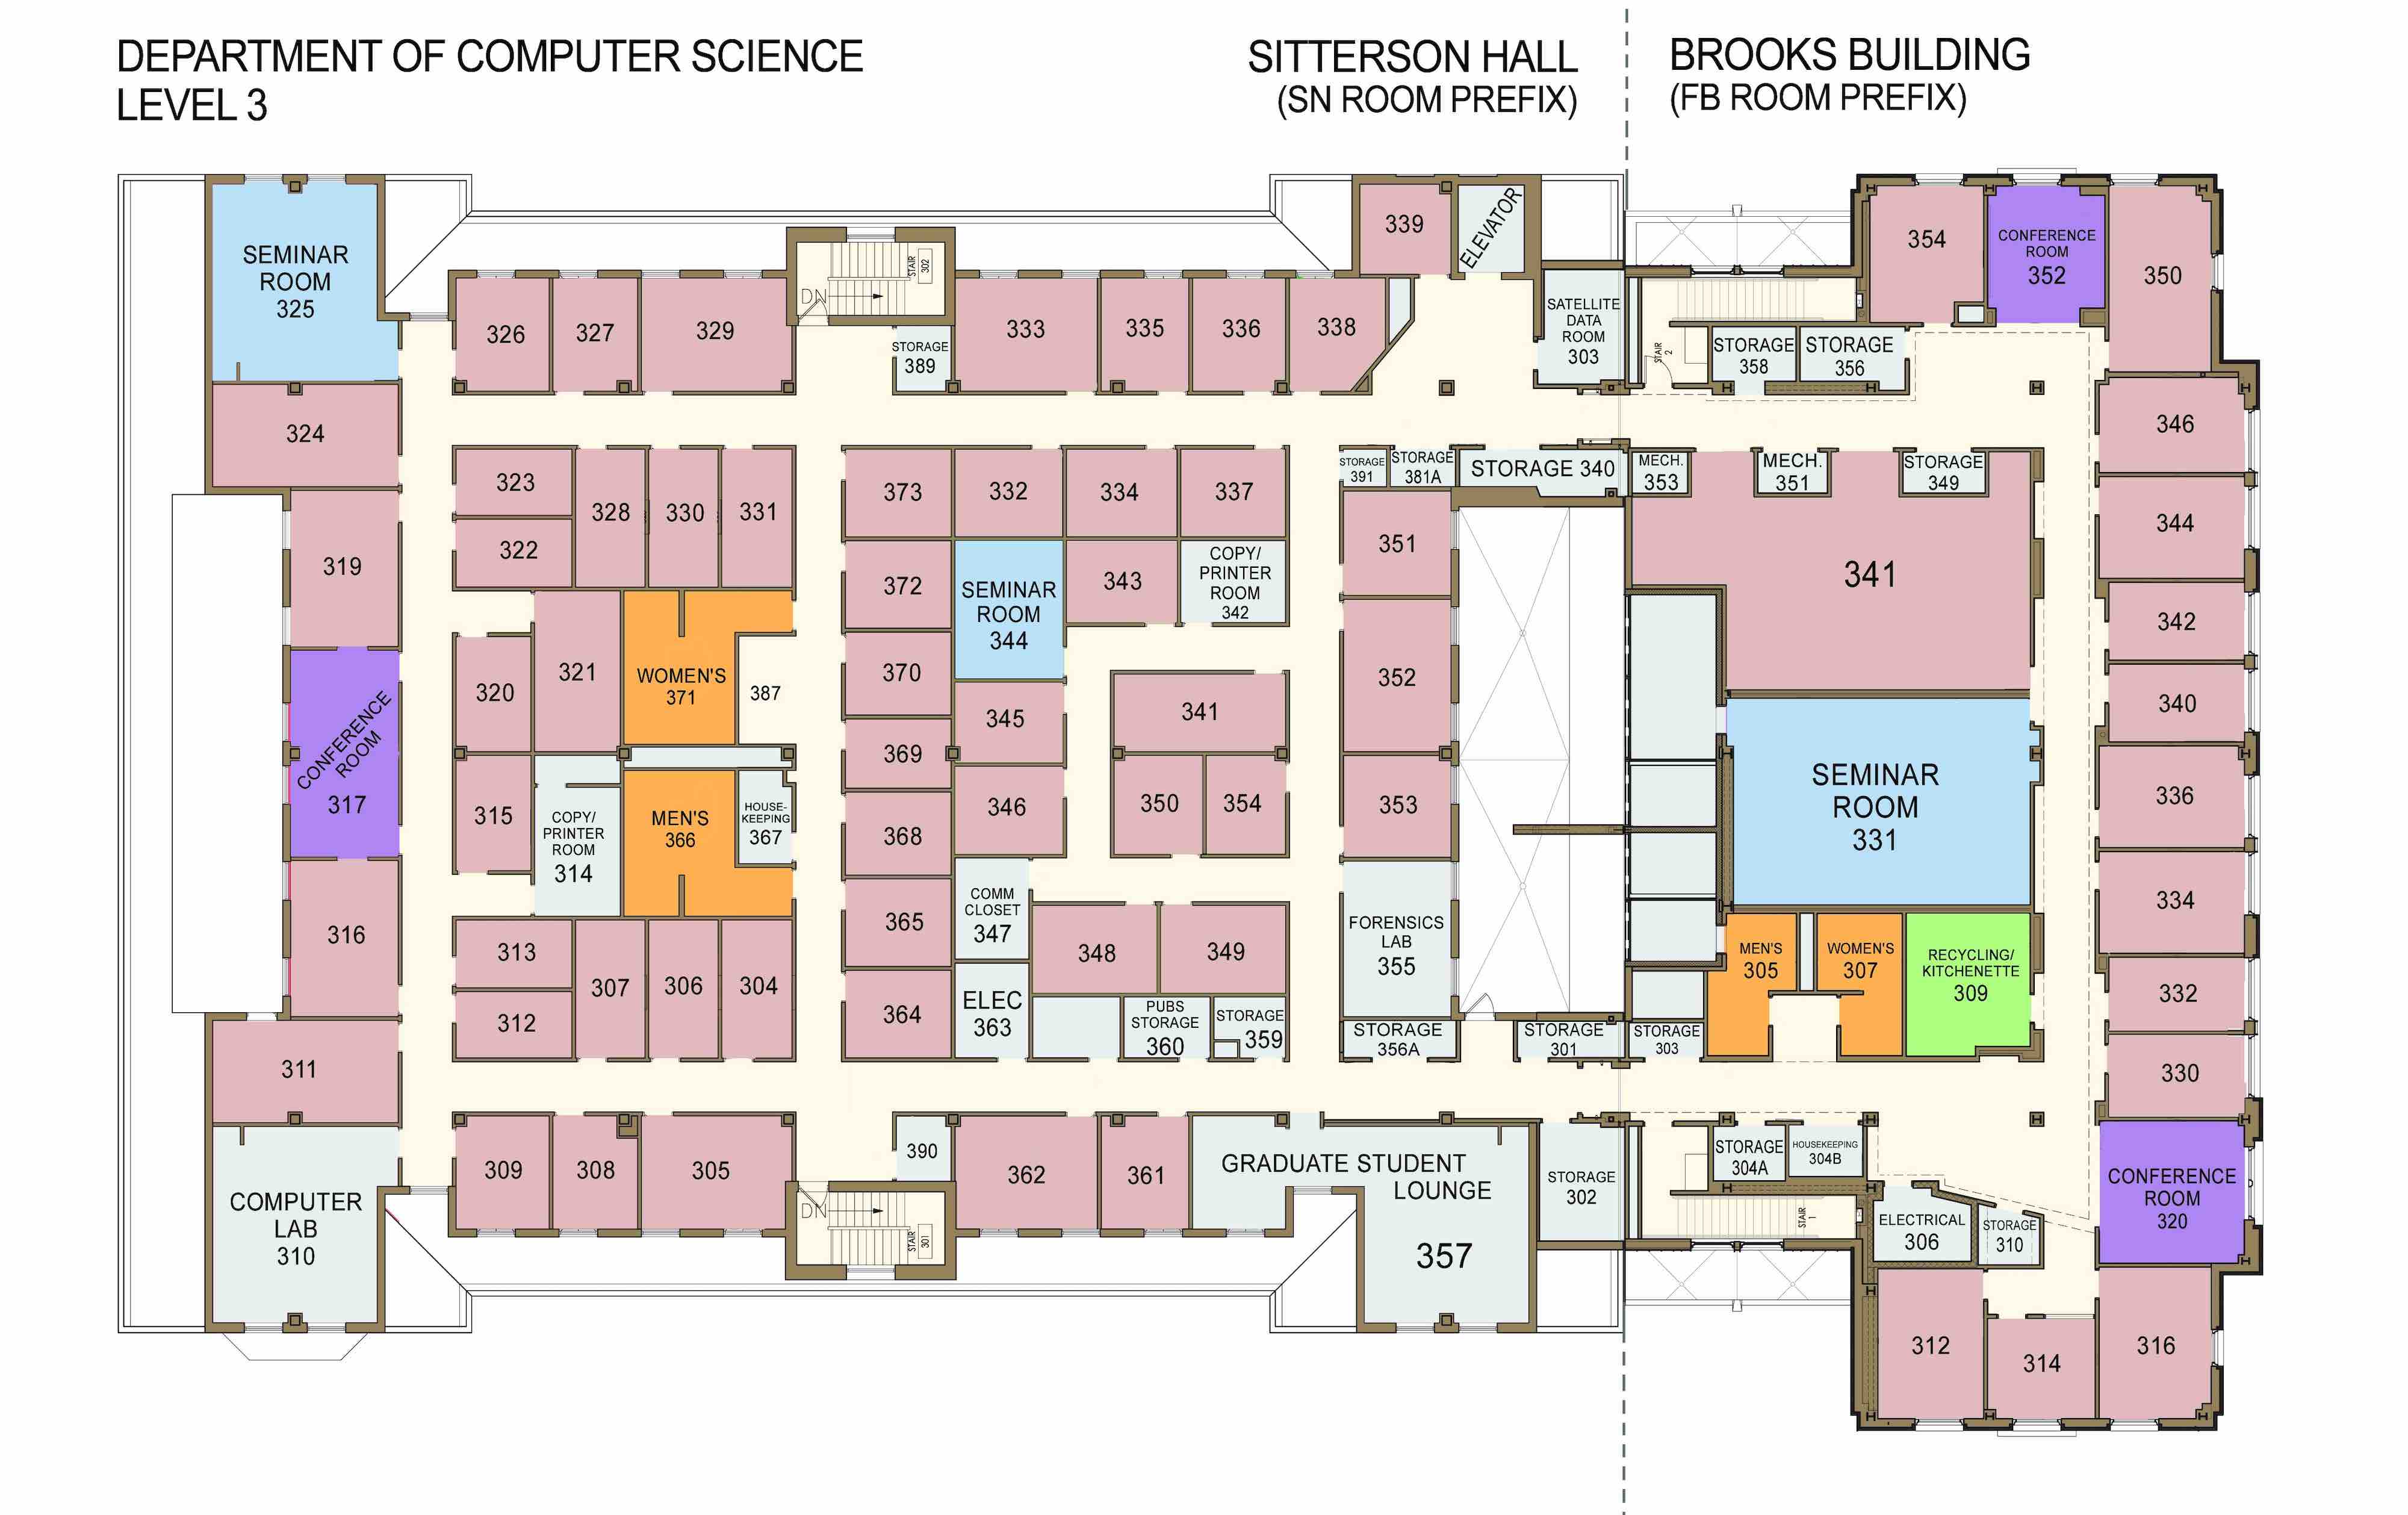 DEPARTMENT OF COMPUTER SCIENCE
LEVEL 3
SITTERSON HALL
(SN ROOM PREFIX)
BROOKS BUILDING
(FB ROOM PREFIX)
SEMINAR
ROOM
325
324
319
CONFERENCE
ROOM
317
316
311
COMPUTER
LAB
310
326
327
329
DN
STAIR
302
STORAGE
389
333
335
336
338
339
ELEVATOR
SATELLITE
DATA
ROOM
303
323
322
328
330
331
320
321
WOMEN'S
371
387
315
COPY/
PRINTER
ROOM
314
MEN'S
366
HOUSE-
KEEPING
367
313
312
307
306
304
309
308
305
DN
STAIR
301
390
373
372
370
369
368
365
364
332
334
337
SEMINAR
ROOM
344
343
COPY/
PRINTER
ROOM
342
345
346
341
350
354
COMM
CLOSET
347
348
349
ELEC
363
PUBS
STORAGE
360
STORAGE
359
362
361
GRADUATE STUDENT
LOUNGE
357
STORAGE
391
STORAGE
381A
STORAGE 340
351
352
353
FORENSICS
LAB
355
STORAGE
356A
STORAGE
301
STORAGE
302
354
CONFERENCE
ROOM
352
350
STAIR
2
STORAGE
358
STORAGE
356
MECH.
353
MECH.
351
STORAGE
349
341
346
344
342
340
336
334
332
330
SEMINAR
ROOM
331
MEN'S
305
WOMEN'S
307
RECYCLING/
KITCHENETTE
309
STORAGE
303
STORAGE
304A
HOUSEKEEPING
304B
STAIR
1
ELECTRICAL
306
STORAGE
310
CONFERENCE
ROOM
320
312
314
316